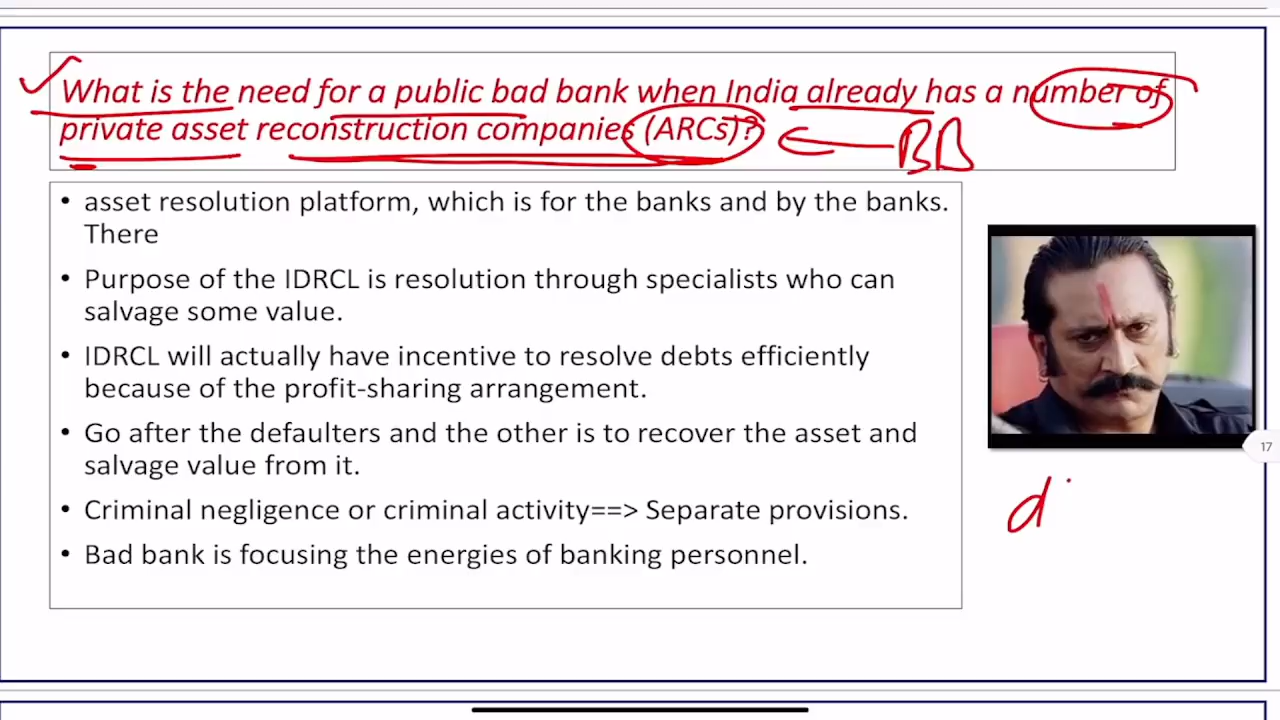 What is the need for a public bad bank when India already has a number of
private asset reconstruction companies (ARCs)?
BB
• asset resolution platform, which is for the banks and by the banks.
There
• Purpose of the IDRCL is resolution through specialists who can
salvage some value.
• IDRCL will actually have incentive to resolve debts efficiently
because of the profit-sharing arrangement.
• Go after the defaulters and the other is to recover the asset and
salvage value from it.
17
• Criminal negligence or criminal activity==> Separate provisions.
di
• Bad bank is focusing the energies of banking personnel.